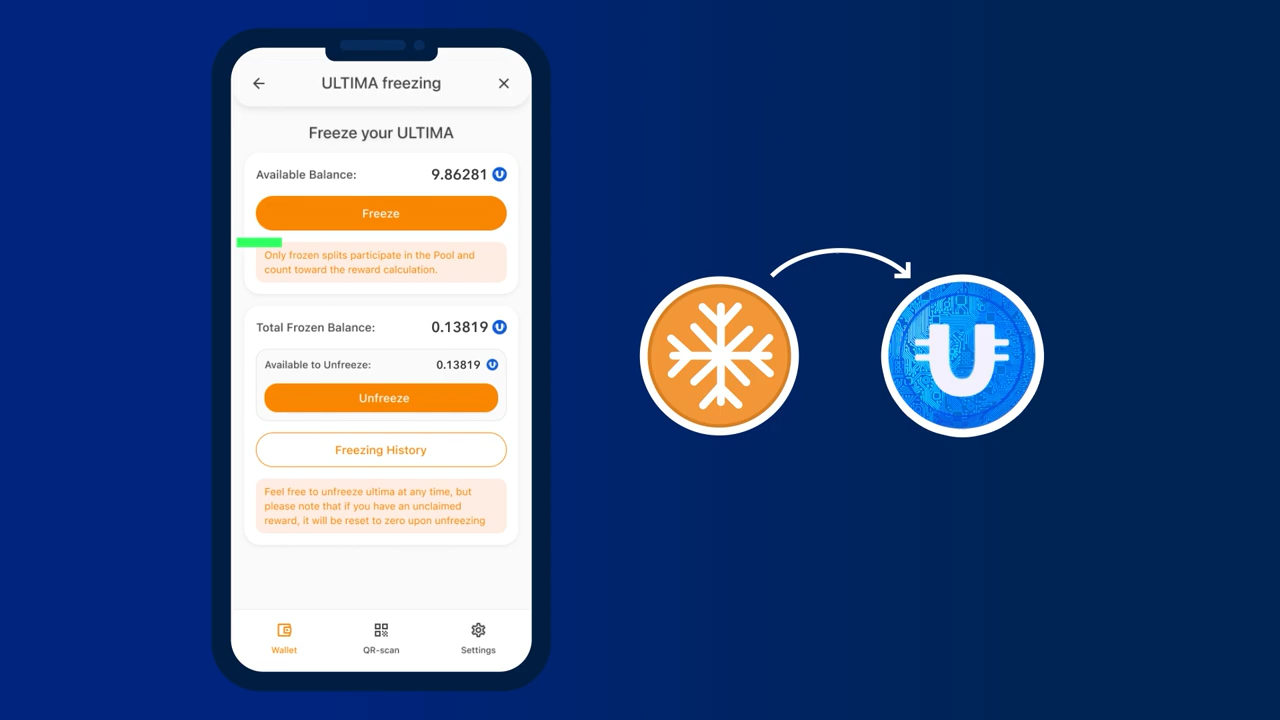 ULTIMA freezing
Freeze your ULTIMA
Available Balance: 9.86281
Freeze
Only frozen splits participate in the Pool and
count toward the reward calculation.
Total Frozen Balance: 0.13819
Available to Unfreeze: 0.13819
Unfreeze
Freezing History
Feel free to unfreeze ultima at any time, but
please note that if you have an unclaimed
reward, it will be reset to zero upon unfreezing
Wallet QR-scan Settings